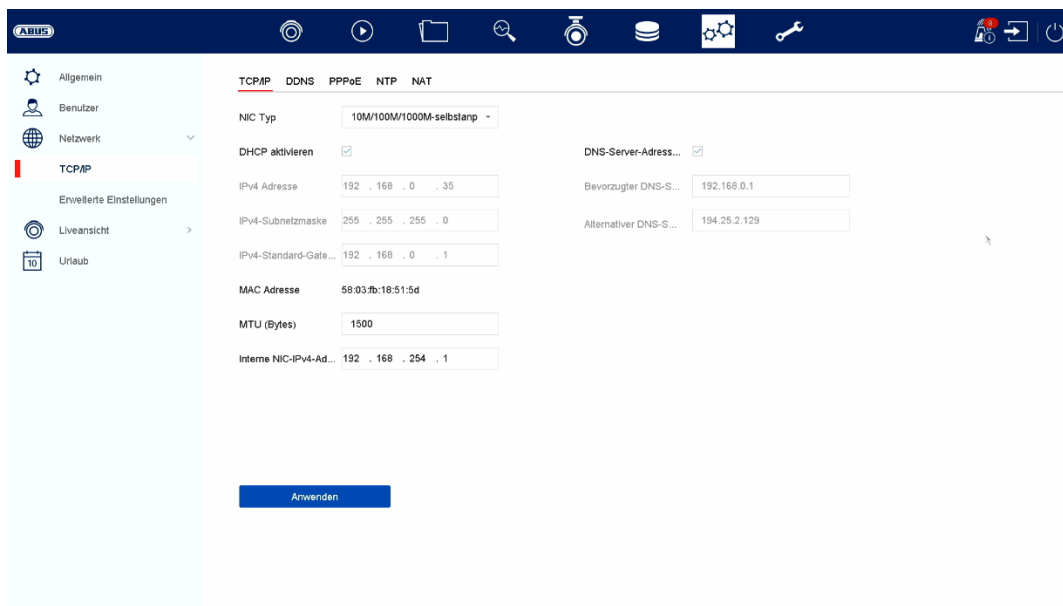 ABUS
9
Allgemein
Benutzer
Netzwerk
TCP/IP
Erweiterte Einstellungen
Liveansicht
10 Urlaub
TCP/IP DDNS PPPoE NTP NAT
NIC Typ 10M/100M/1000M-selbstanp
DHCP aktivieren DNS-Server-Adress...
IPv4 Adresse 192 . 168 . 0 . 35 Bevorzugter DNS-S... 192.168.0.1
IPv4-Subnetzmaske 255 . 255 . 255 . 0 Alternativer DNS-S... 194.25.2.129
IPv4-Standard-Gate... 192 . 168 . 0 . 1
MAC Adresse 58:03:fb:18:51:5d
MTU (Bytes) 1500
Interne NIC-IPv4-Ad... 192 . 168 . 254 . 1
Anwenden